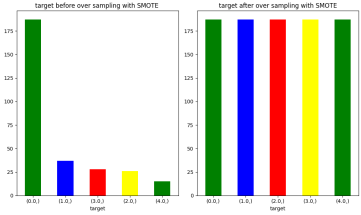 target before over sampling with SMOTE
175
150
125
100
75
50
25
0
(0.0,) (1.0,) (3.0,) (2.0,) (4.0,)
target
target after over sampling with SMOTE
175
150
125
100
75
50
25
0
(0.0,) (1.0,) (2.0,) (3.0,) (4.0,)
target